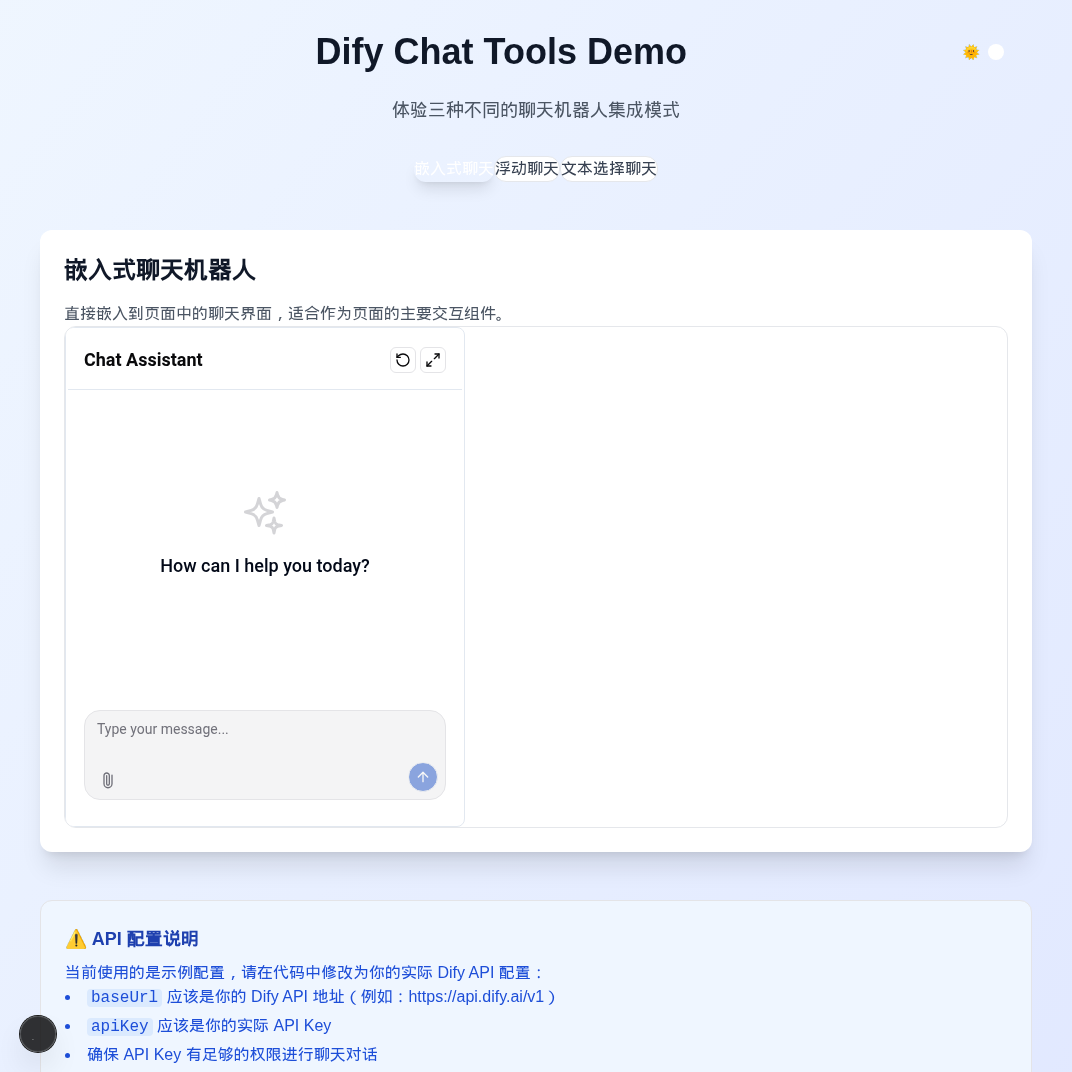 Dify Chat Tools Demo
体验三种不同的聊天机器人集成模式
嵌入式聊天 浮动聊天 文本选择聊天
嵌入式聊天机器人
直接嵌入到页面中的聊天界面，适合作为页面的主要交互组件。
Chat Assistant
How can I help you today?
Type your message...
⚠️ API 配置说明
当前使用的是示例配置，请在代码中修改为你的实际 Dify API 配置：
• baseUrl 应该是你的 Dify API 地址（例如：https://api.dify.ai/v1）
• apiKey 应该是你的实际 API Key
• 确保 API Key 有足够的权限进行聊天对话